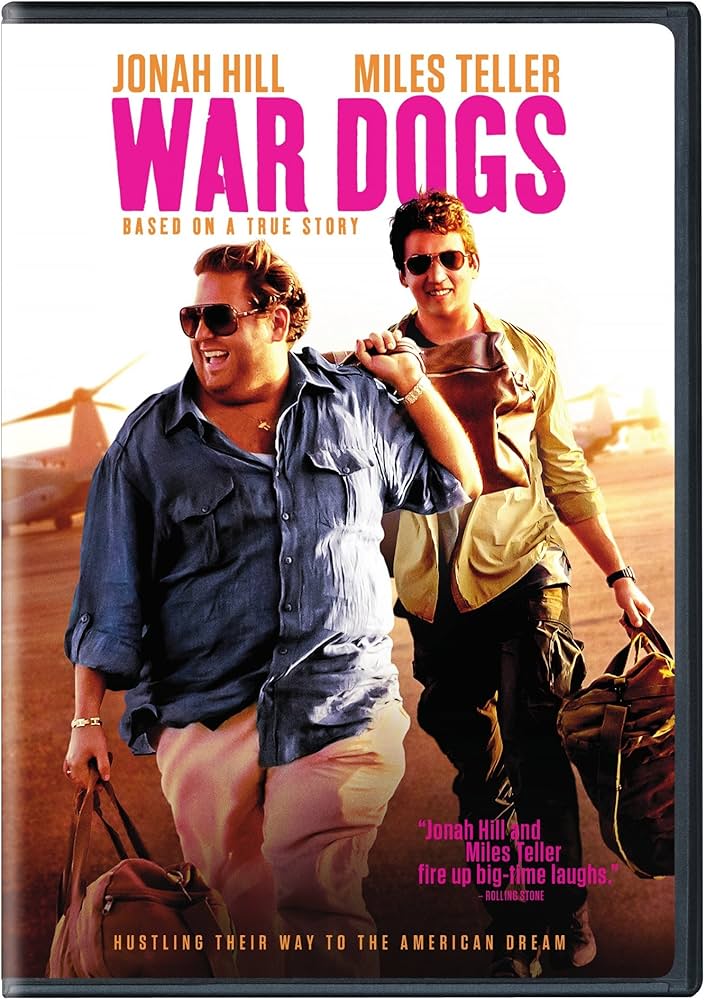 JONAH HILL MILES TELLER
WAR DOGS
BASED ON A TRUE STORY
“Jonah Hill and
Miles Teller
fire up big-time laughs.”
– ROLLING STONE
HUSTLING THEIR WAY TO THE AMERICAN DREAM